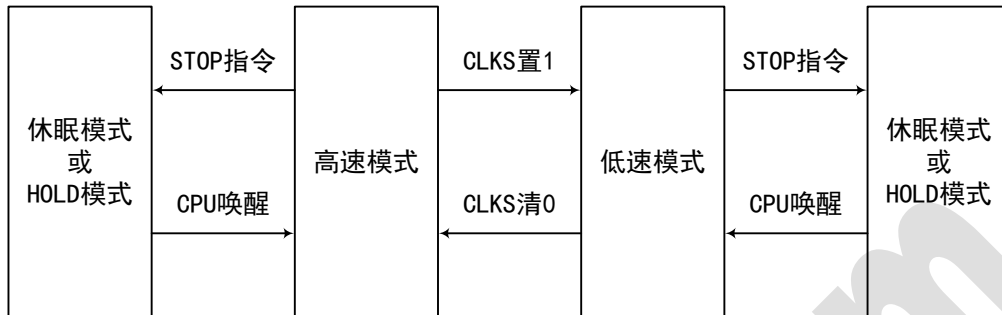 STOP指令
CLKS置1
STOP指令
休眠模式
或
HOLD模式
高速模式
低速模式
休眠模式
或
HOLD模式
CPU唤醒
CLKS清0
CPU唤醒